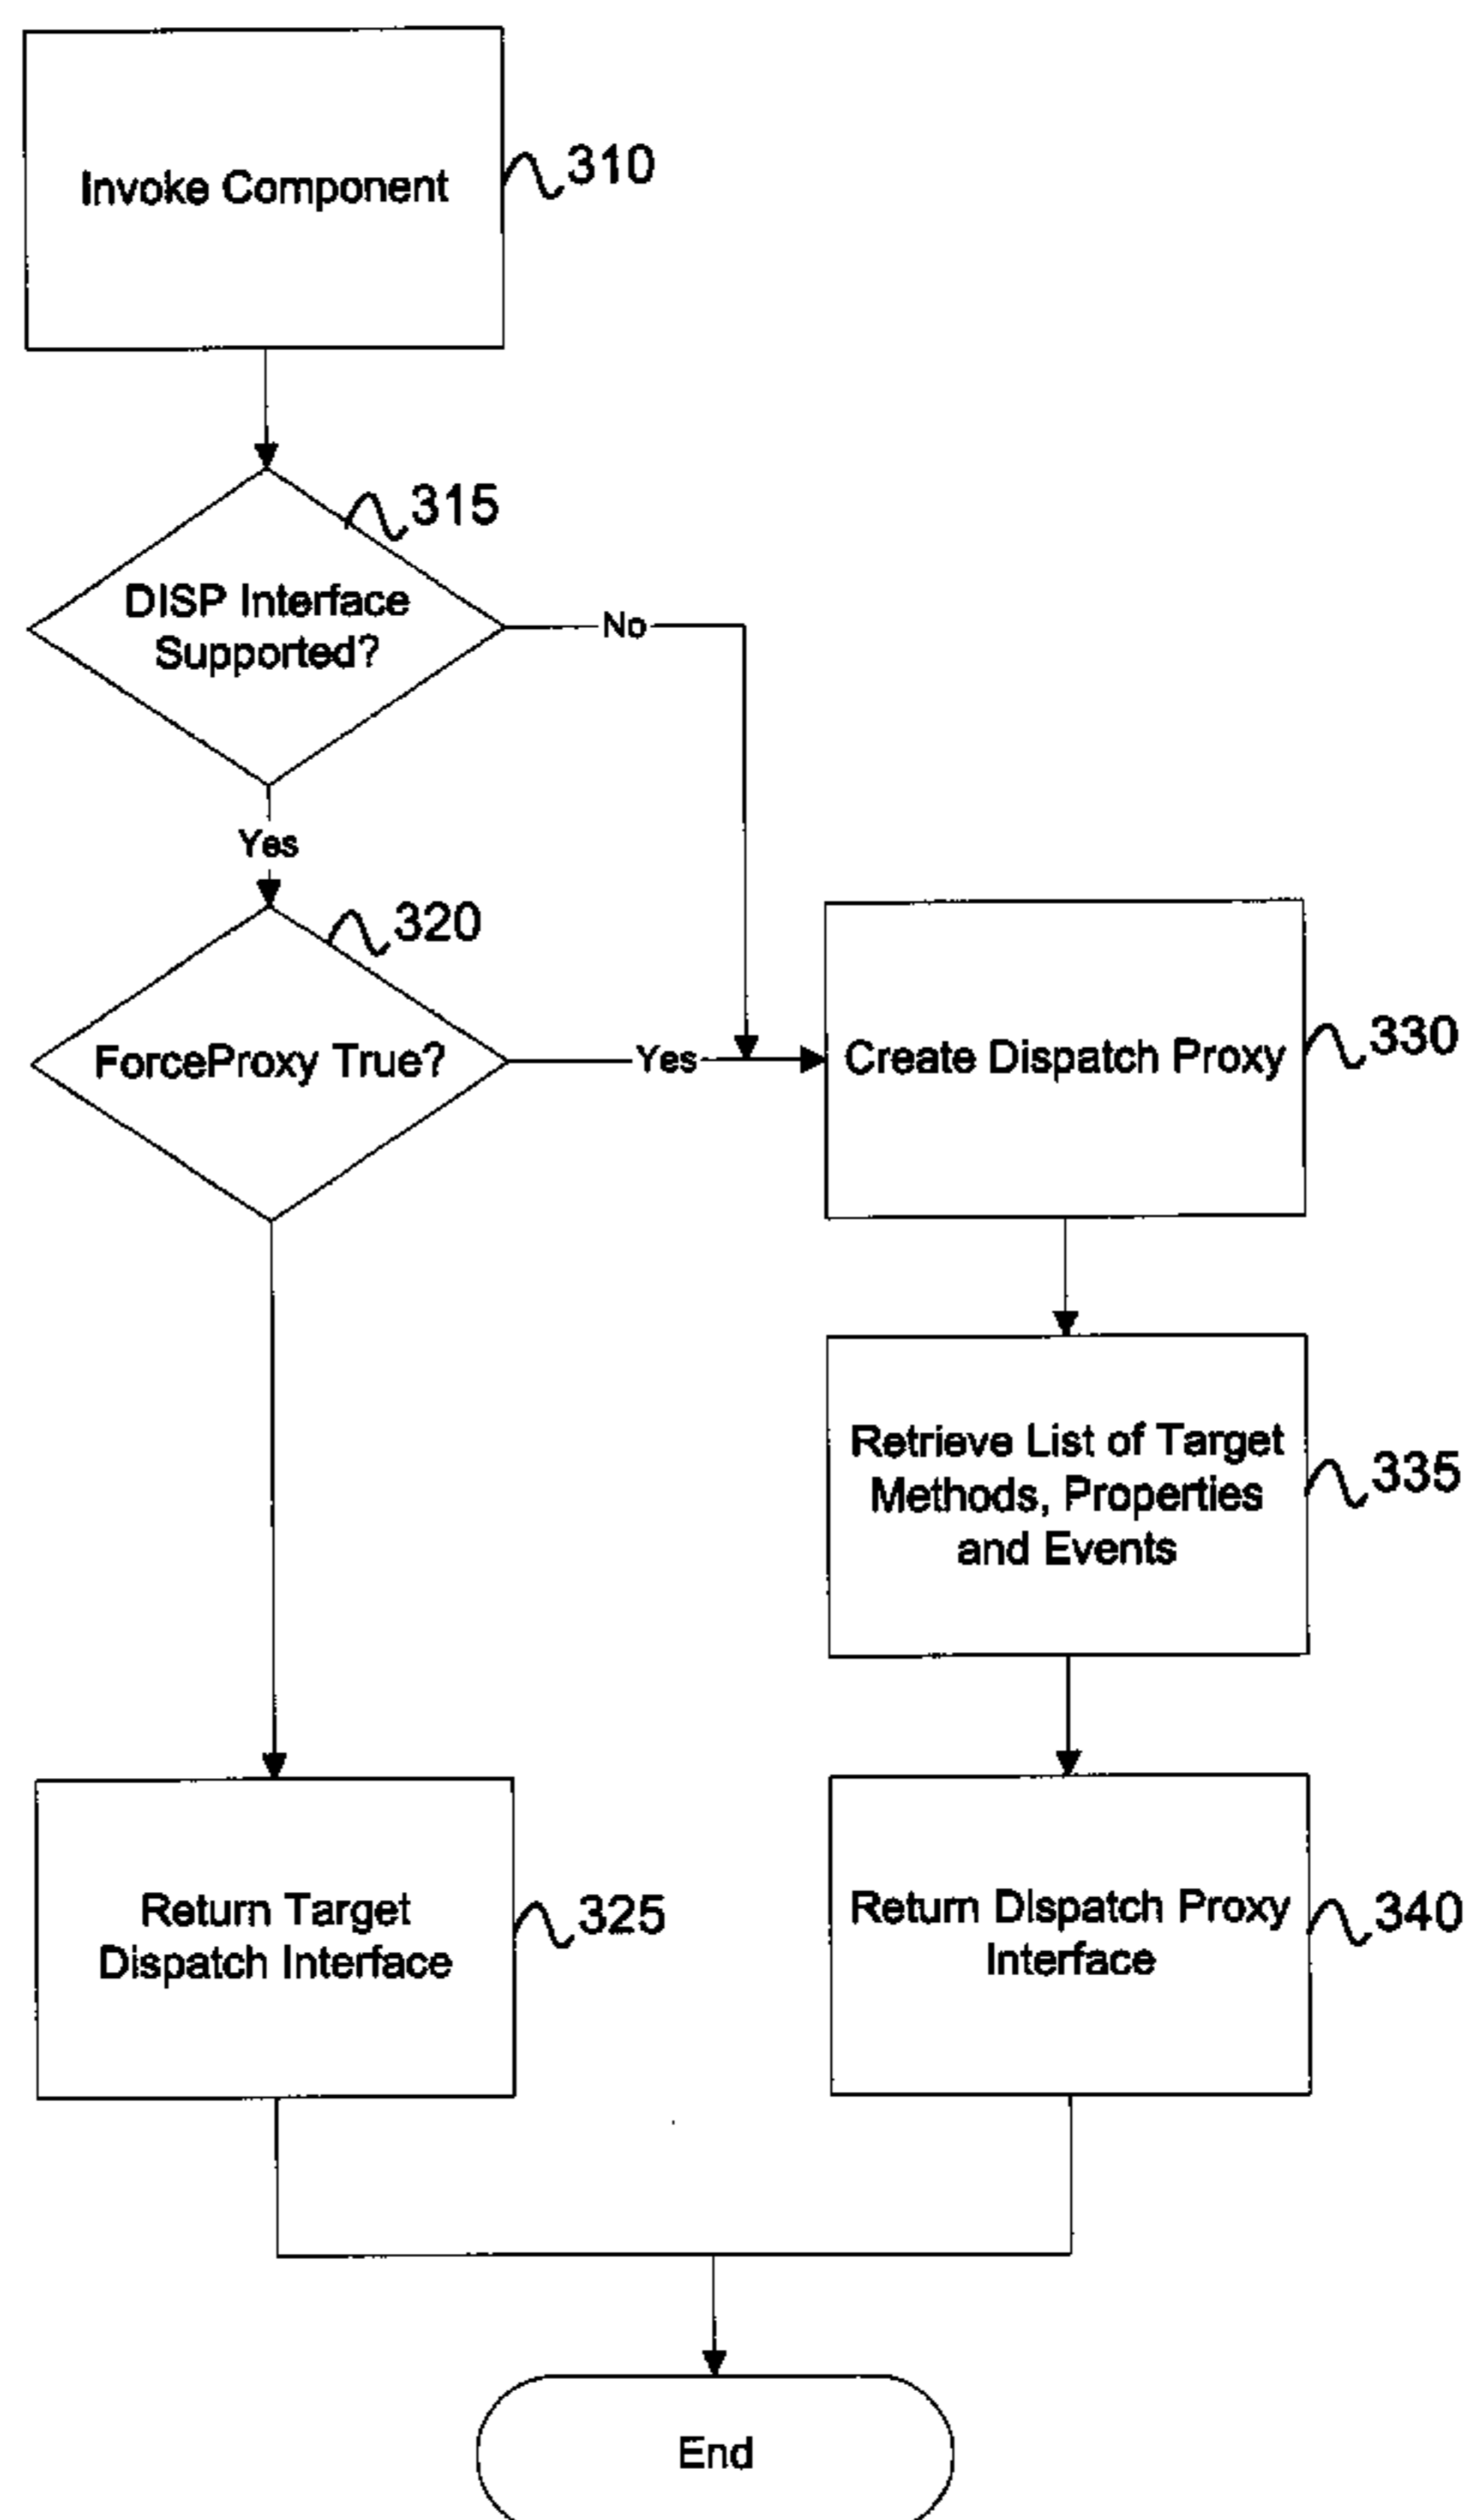 Invoke Component
310
315
DISP Interface
Supported?
No
Yes
320
ForceProxy True?
Yes
Create Dispatch Proxy
330
Retrieve List of Target
Methods, Properties
and Events
335
Return Target
Dispatch Interface
325
Return Dispatch Proxy
Interface
340
End